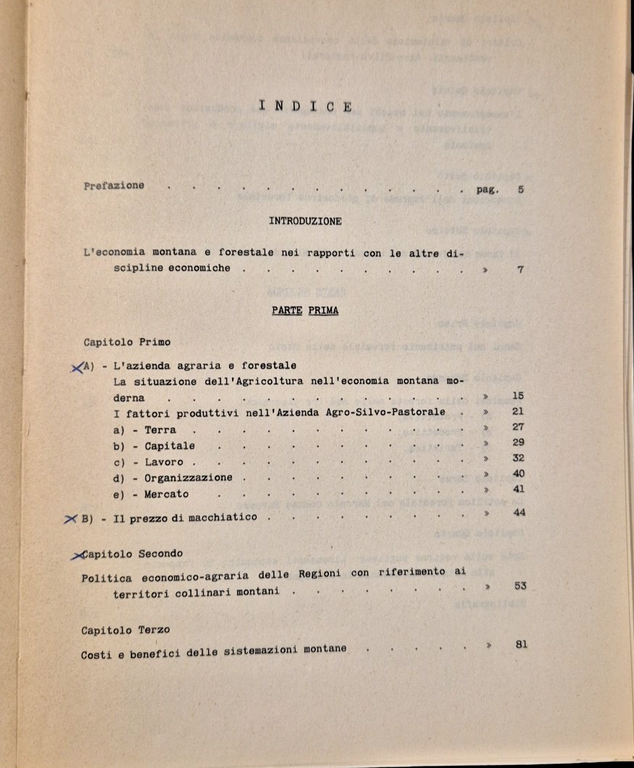 INDICE
Prefazione . . . . . . . . . . . . . pag. 5
INTRODUZIONE
L'economia montana e forestale nei rapporti con le altre di-
scipline economiche . . . . . . . . . . » 7
PARTE PRIMA
Capitolo Primo
A) - L'azienda agraria e forestale
La situazione dell'Agricoltura nell'economia montana mo-
derna . . . . . . . . . . . . . » 15
I fattori produttivi nell'Azienda Agro-Silvo-Pastorale . » 21
a) - Terra . . . . . . . . . . . . » 27
b) - Capitale . . . . . . . . . . . » 29
c) - Lavoro . . . . . . . . . . . . » 32
d) - Organizzazione . . . . . . . . . . » 40
e) - Mercato . . . . . . . . . . . » 41
B) - Il prezzo di macchiatico . . . . . . . . . » 44
Capitolo Secondo
Politica economico-agraria delle Regioni con riferimento ai
territori collinari montani . . . . . . . . » 53
Capitolo Terzo
Costi e benefici delle sistemazioni montane . . . . . » 81